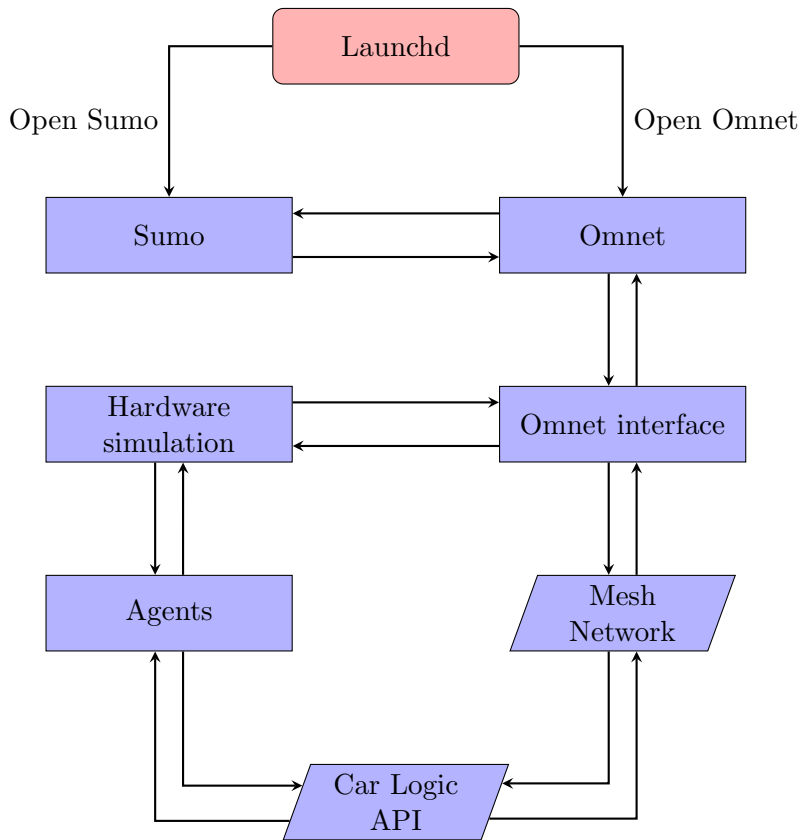 Launchd
Open Sumo
Open Omnet
Sumo
Omnet
Hardware
simulation
Omnet interface
Agents
Mesh
Network
Car Logic
API